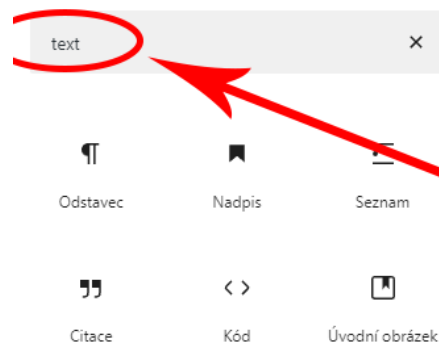 text
Odstavec Nadpis Seznam
Citace Kód Úvodní obrázek